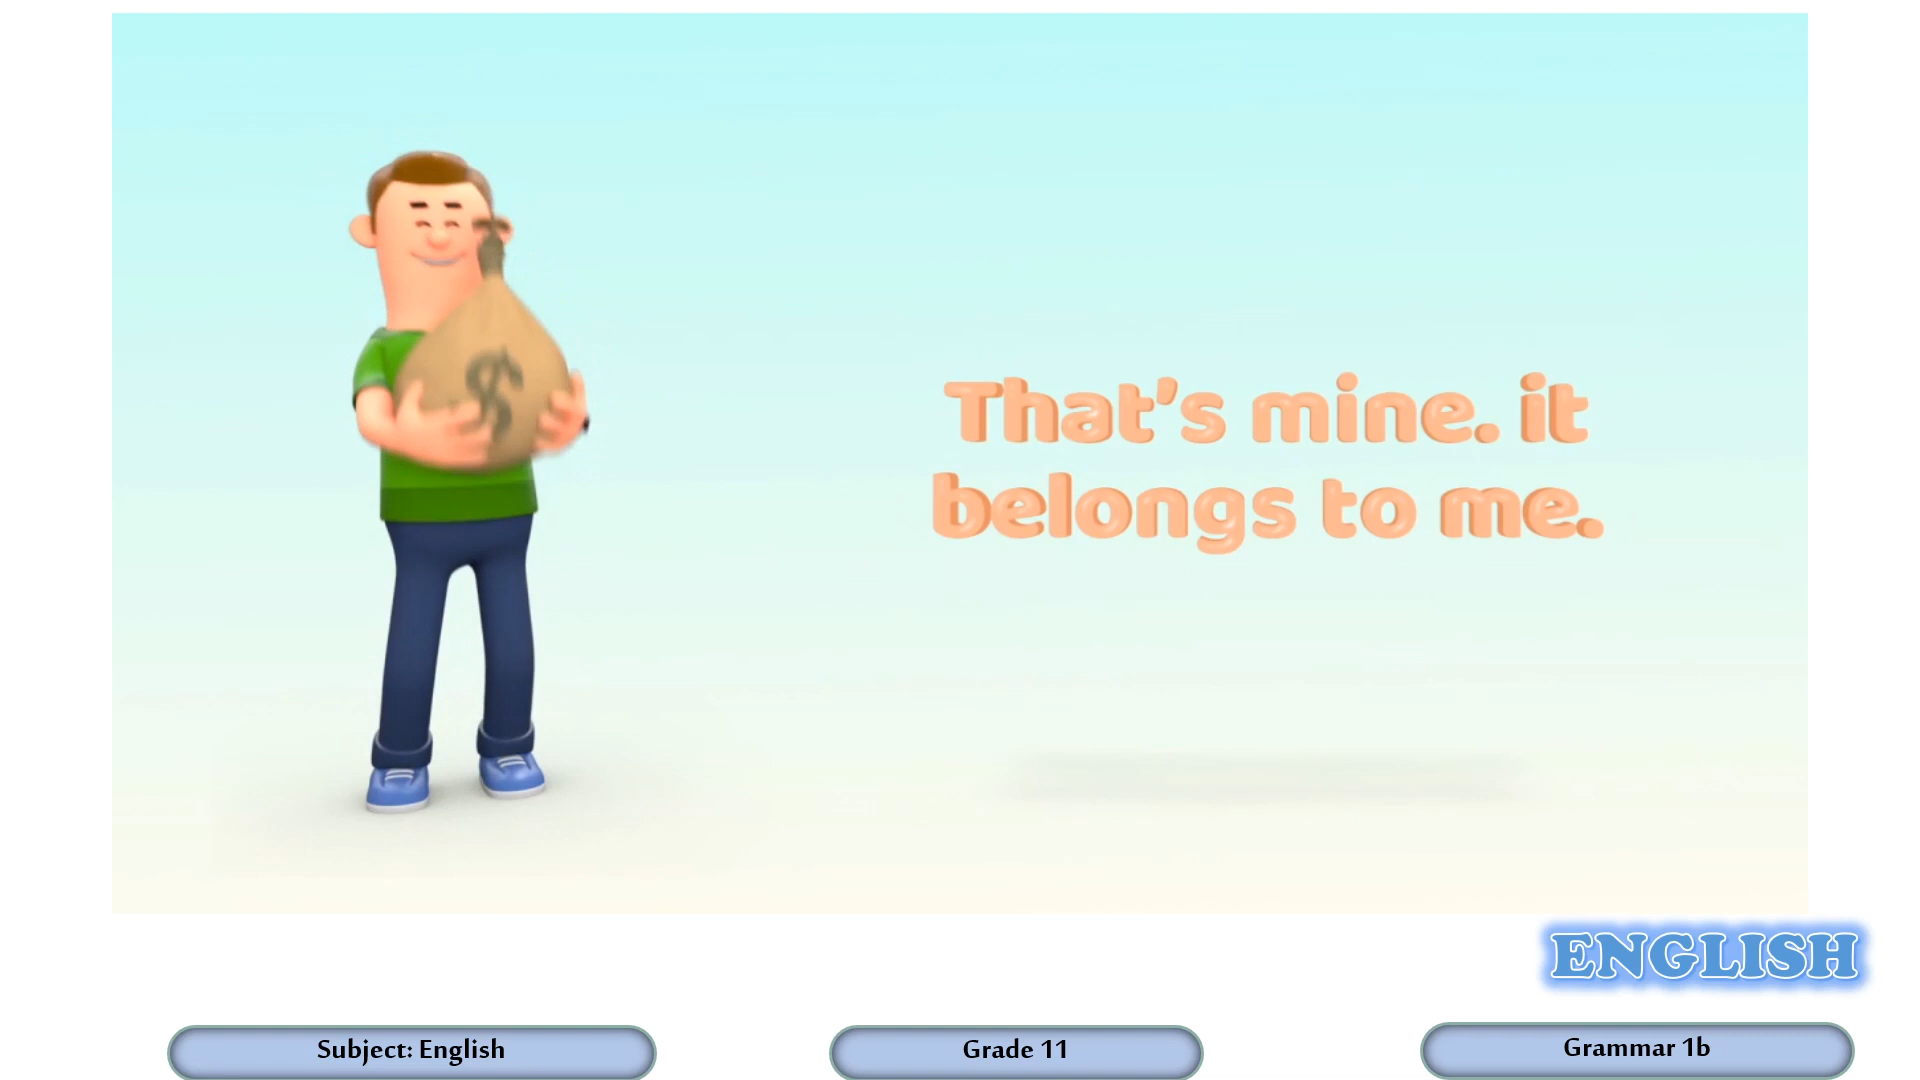 $
That's mine. it
belongs to me.
ENGLISH
Subject: English
Grade 11
Grammar 1b